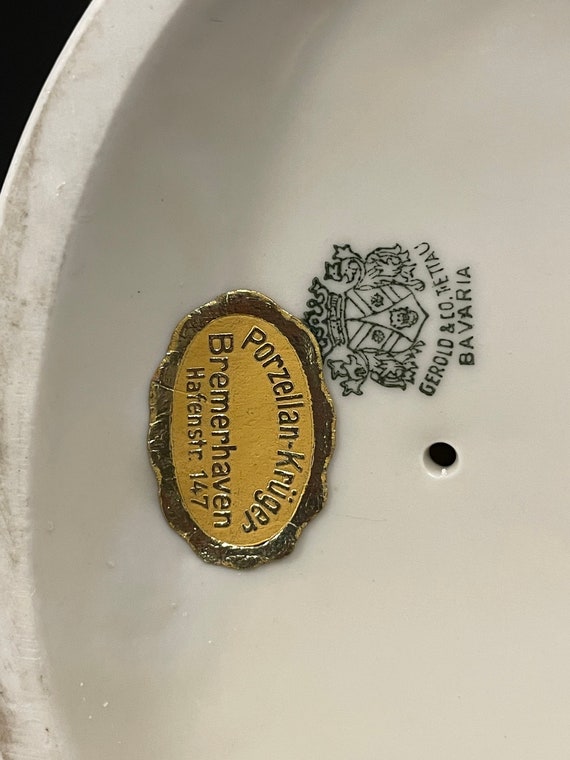 Porzellan-Krüger
Bremerhaven
Hafenstr. 147
GEROLD & CO. TETTAU
BAVARIA